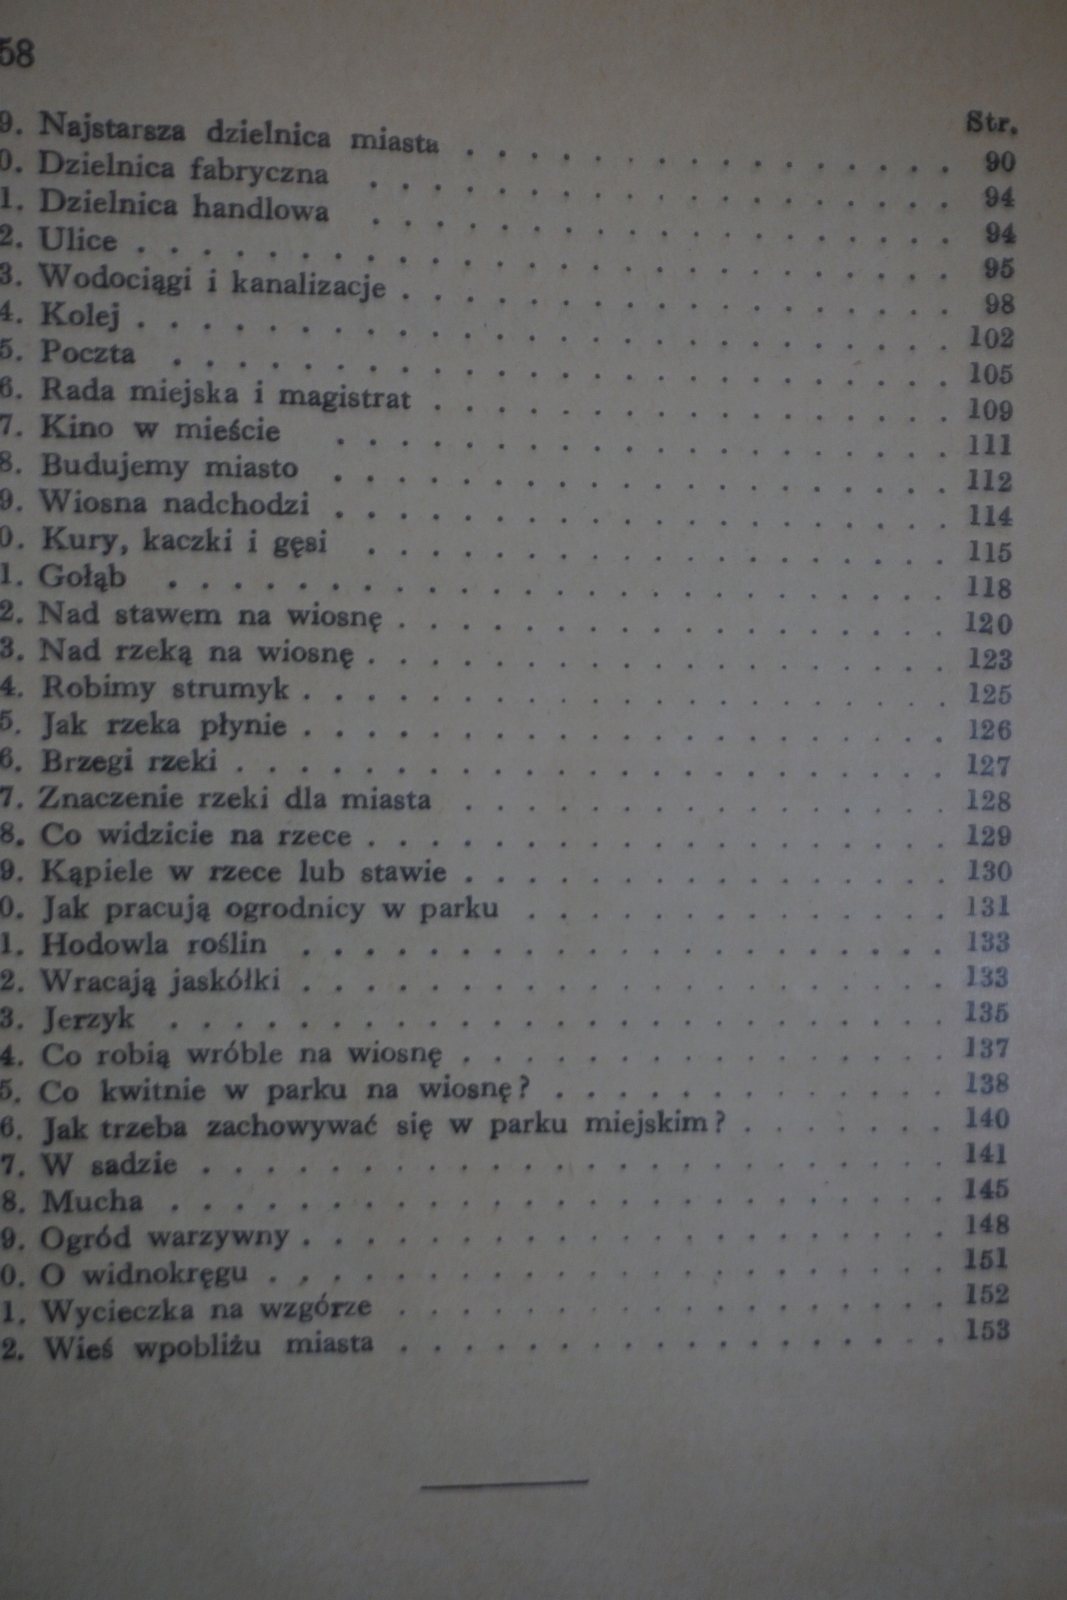 58
Str.
9. Najstarsza dzielnica miasta . . . . . . . . . . . . . . . 90
0. Dzielnica fabryczna . . . . . . . . . . . . . . . . . . 94
1. Dzielnica handlowa . . . . . . . . . . . . . . . . . . 94
2. Ulice . . . . . . . . . . . . . . . . . . . . . . . . . 95
3. Wodociągi i kanalizacje . . . . . . . . . . . . . . . . . 98
4. Kolej . . . . . . . . . . . . . . . . . . . . . . . . . 102
5. Poczta . . . . . . . . . . . . . . . . . . . . . . . . 105
6. Rada miejska i magistrat . . . . . . . . . . . . . . . . 109
7. Kino w mieście . . . . . . . . . . . . . . . . . . . 111
8. Budujemy miasto . . . . . . . . . . . . . . . . . . . 112
9. Wiosna nadchodzi . . . . . . . . . . . . . . . . . . . 114
0. Kury, kaczki i gęsi . . . . . . . . . . . . . . . . . . 115
1. Gołąb . . . . . . . . . . . . . . . . . . . . . . . . 118
2. Nad stawem na wiosnę . . . . . . . . . . . . . . . . . 120
3. Nad rzeką na wiosnę . . . . . . . . . . . . . . . . . . 123
4. Robimy strumyk . . . . . . . . . . . . . . . . . . . . 125
5. Jak rzeka płynie . . . . . . . . . . . . . . . . . . . . 126
6. Brzegi rzeki . . . . . . . . . . . . . . . . . . . . . . 127
7. Znaczenie rzeki dla miasta . . . . . . . . . . . . . . . 128
8. Co widzicie na rzece . . . . . . . . . . . . . . . . . . 129
9. Kąpiele w rzece lub stawie . . . . . . . . . . . . . . . 130
0. Jak pracują ogrodnicy w parku . . . . . . . . . . . . . 131
1. Hodowla roślin . . . . . . . . . . . . . . . . . . . . 133
2. Wracają jaskółki . . . . . . . . . . . . . . . . . . . . 133
3. Jerzyk . . . . . . . . . . . . . . . . . . . . . . . . 135
4. Co robią wróble na wiosnę . . . . . . . . . . . . . . . 137
5. Co kwitnie w parku na wiosnę? . . . . . . . . . . . . 138
6. Jak trzeba zachowywać się w parku miejskim? . . . . . . . 140
7. W sadzie . . . . . . . . . . . . . . . . . . . . . . . 141
8. Mucha . . . . . . . . . . . . . . . . . . . . . . . . 145
9. Ogród warzywny . . . . . . . . . . . . . . . . . . . . 148
0. O widnokręgu . . . . . . . . . . . . . . . . . . . . . 151
1. Wycieczka na wzgórze . . . . . . . . . . . . . . . . . 152
2. Wieś wpobliżu miasta . . . . . . . . . . . . . . . . . 153